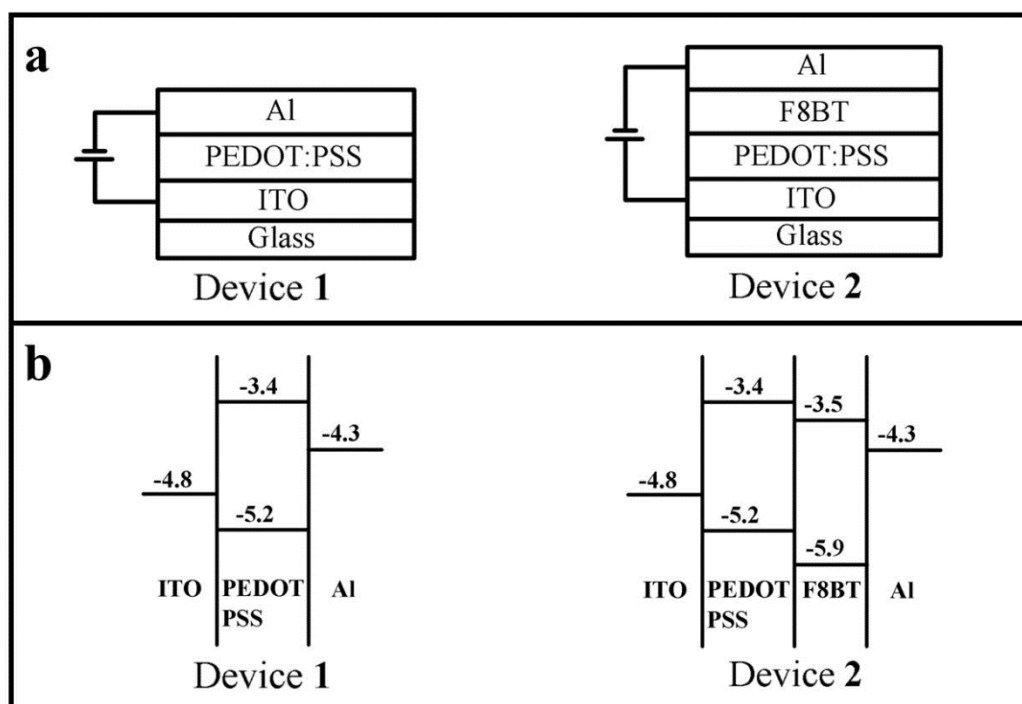 a
Al
PEDOT:PSS
ITO
Glass
Device 1
Al
F8BT
PEDOT:PSS
ITO
Glass
Device 2
b
-3.4
-4.3
-4.8
-5.2
ITO
PEDOT
PSS
Al
Device 1
-3.4
-3.5
-4.3
-4.8
-5.2
-5.9
ITO
PEDOT
PSS
F8BT
Al
Device 2